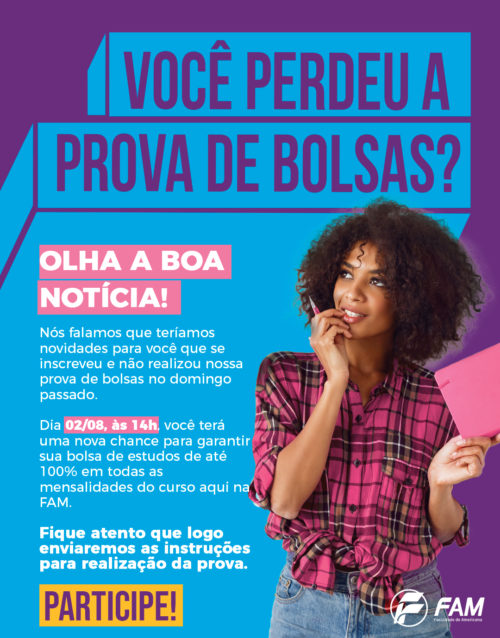 VOCÊ PERDEU A
PROVA DE BOLSAS?
OLHA A BOA
NOTÍCIA!
Nós falamos que teríamos
novidades para você que se
inscreveu e não realizou nossa
prova de bolsas no domingo
passado.
Dia 02/08, às 14h, você terá
uma nova chance para garantir
sua bolsa de estudos de até
100% em todas as
mensalidades do curso aqui na
FAM.
Fique atento que logo
enviaremos as instruções
para realização da prova.
PARTICIPE!
FAM
Faculdade de Americana